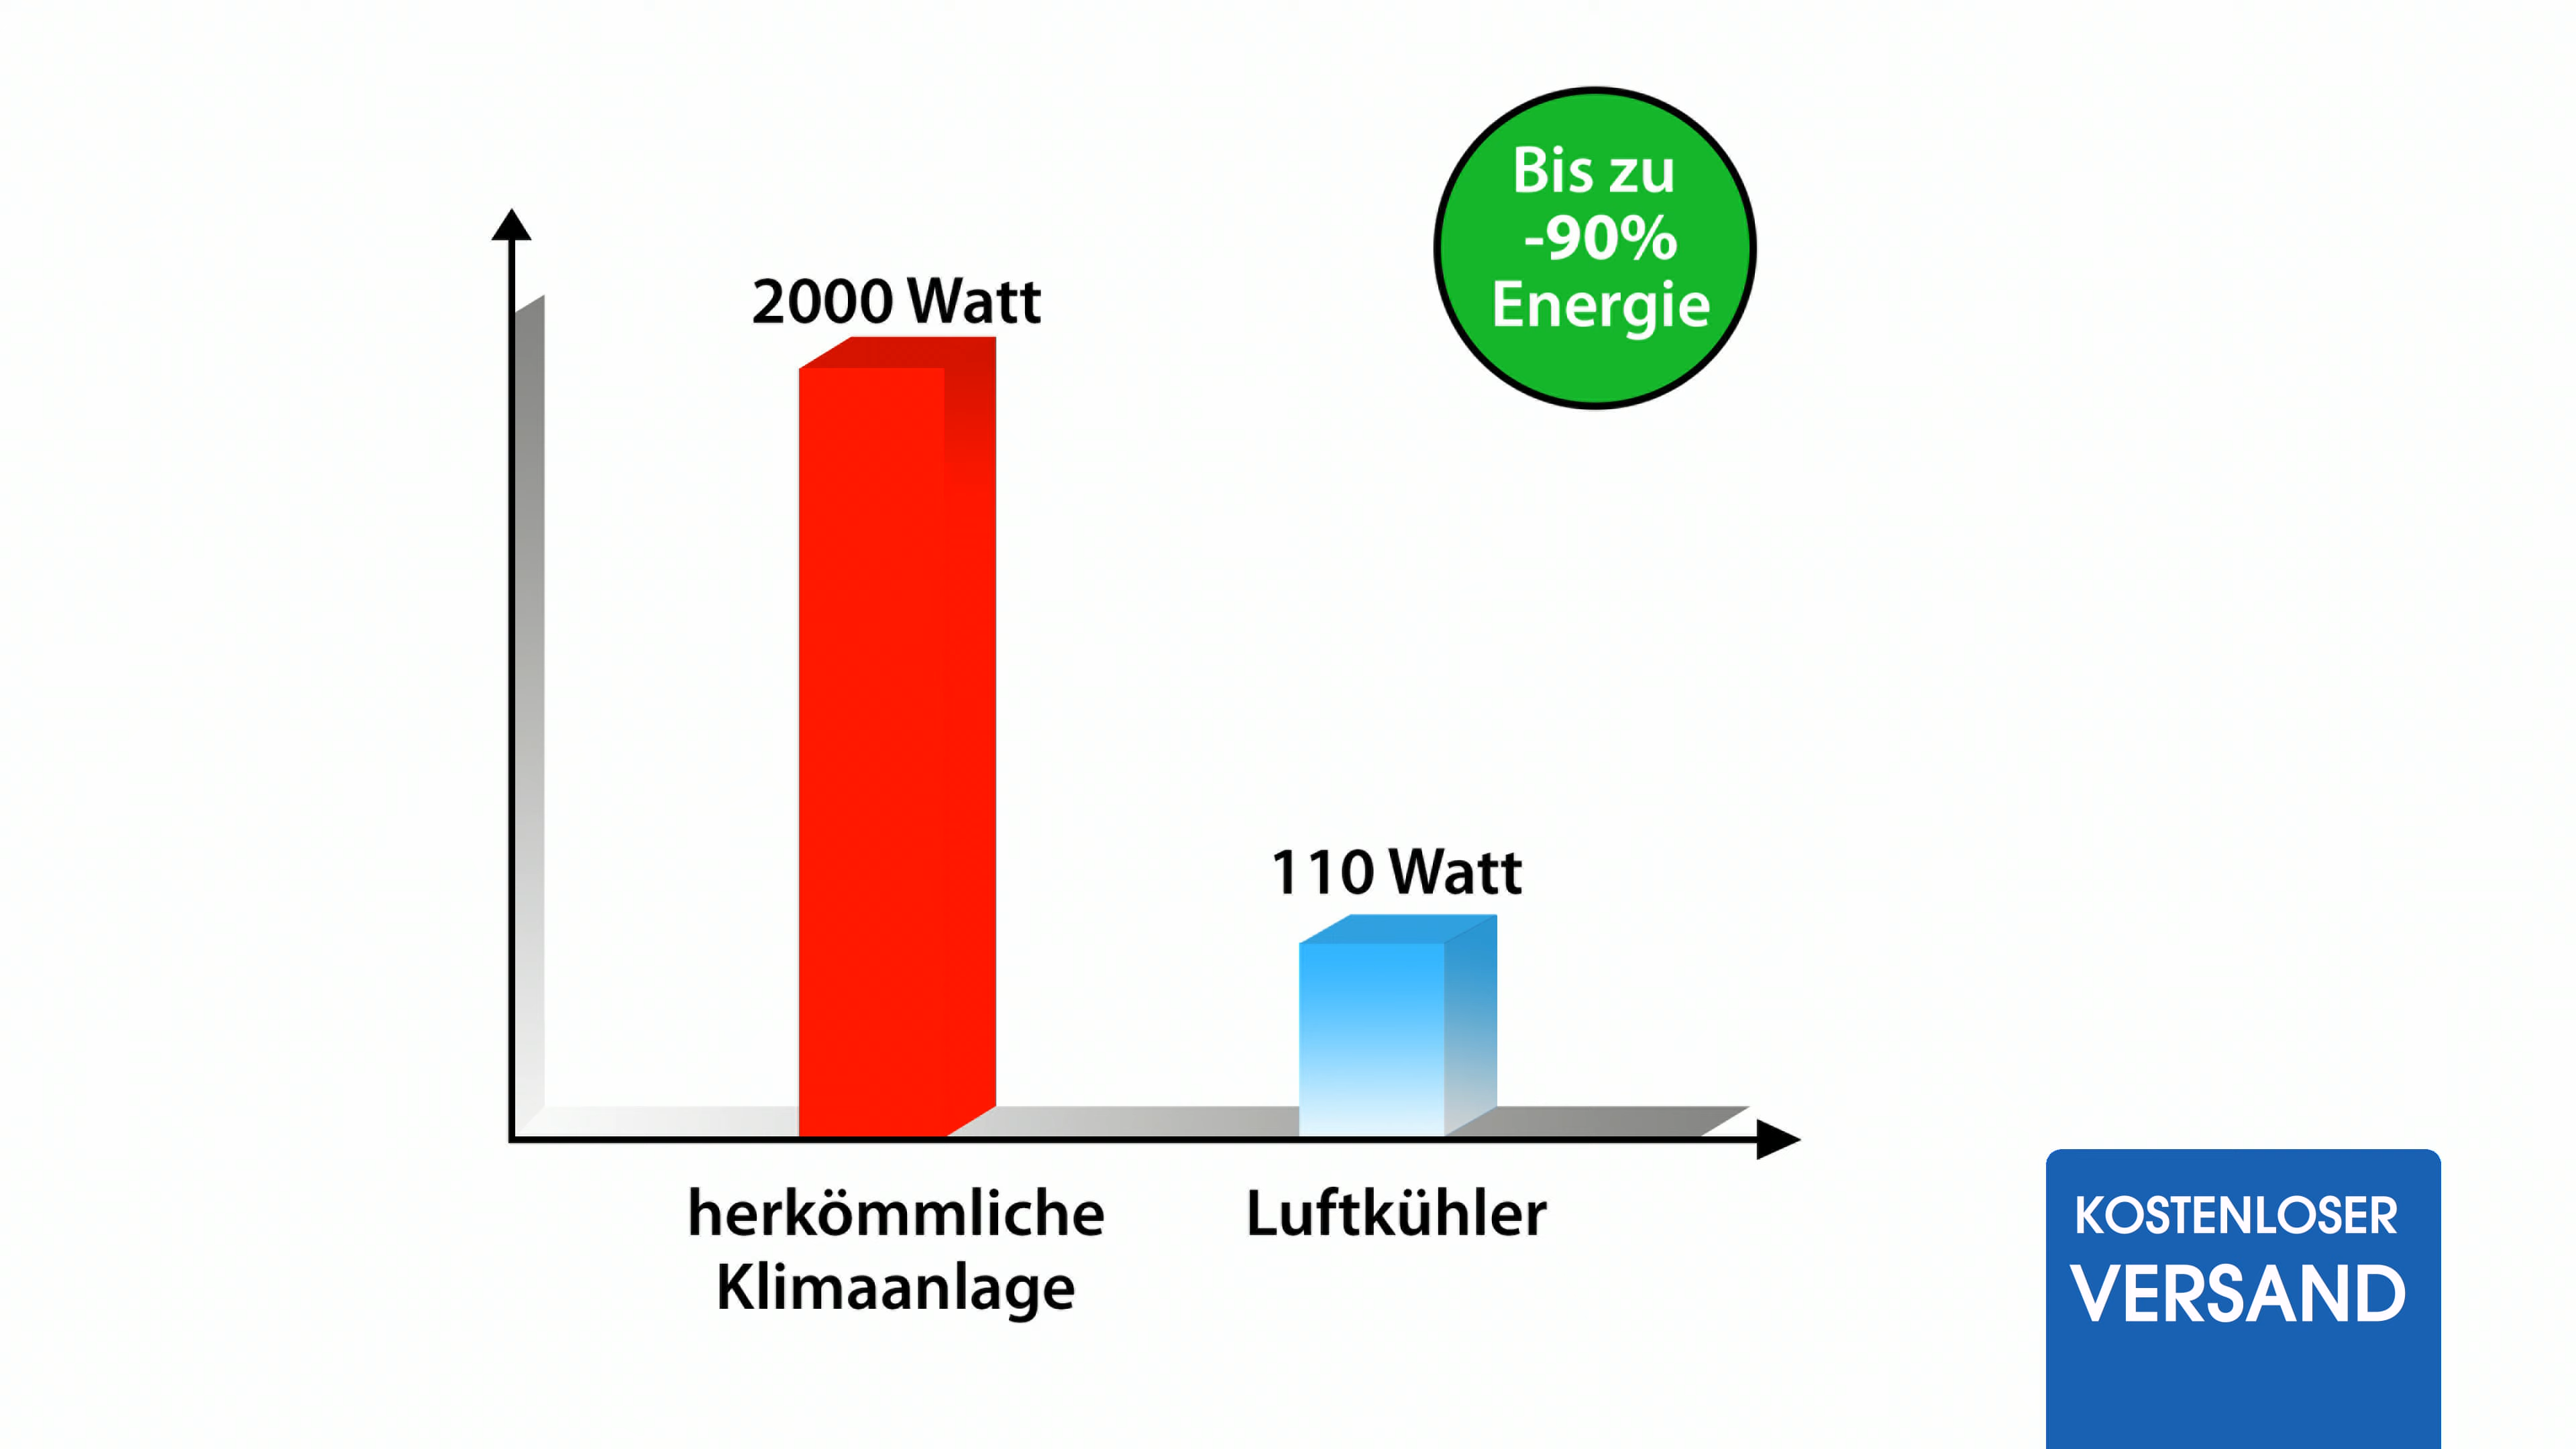 Bis zu
-90%
Energie
2000 Watt
110 Watt
herkömmliche
Klimaanlage
Luftkühler
KOSTENLOSER
VERSAND